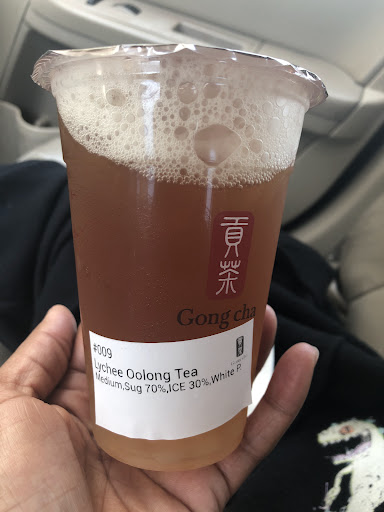 貢
茶
Gong cha
#009
Lychee Oolong Tea
Medium,Sug 70%,ICE 30%,White P